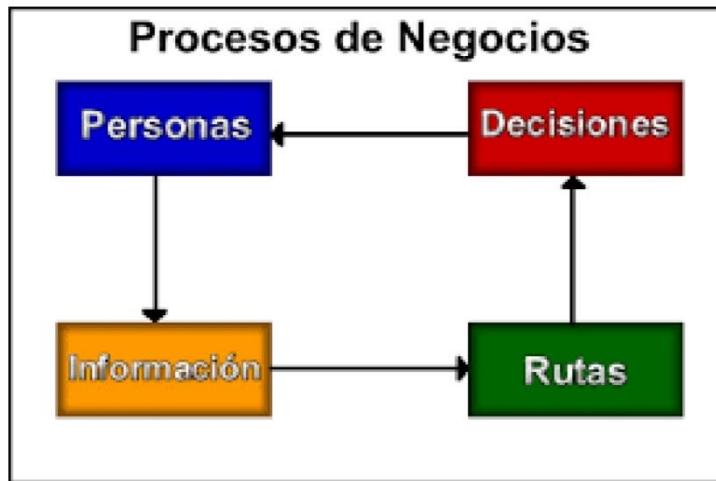 Procesos de Negocios
Personas
Decisiones
Información
Rutas